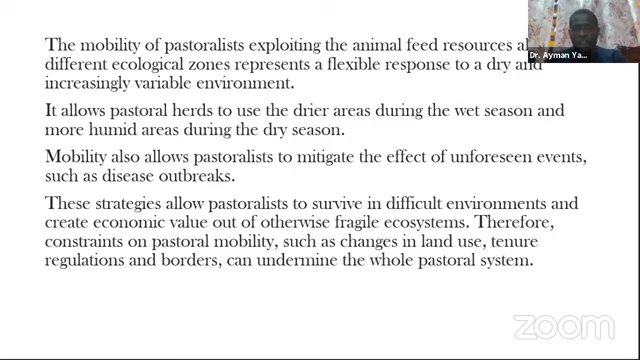 The mobility of pastoralists exploiting the animal feed resources al
different ecological zones represents a flexible response to a dry and
increasingly variable environment.
It allows pastoral herds to use the drier areas during the wet season and
more humid areas during the dry season.
Mobility also allows pastoralists to mitigate the effect of unforeseen events,
such as disease outbreaks.
These strategies allow pastoralists to survive in difficult environments and
create economic value out of otherwise fragile ecosystems. Therefore,
constraints on pastoral mobility, such as changes in land use, tenure
regulations and borders, can undermine the whole pastoral system.
Dr. Ayman Ya...
zoom